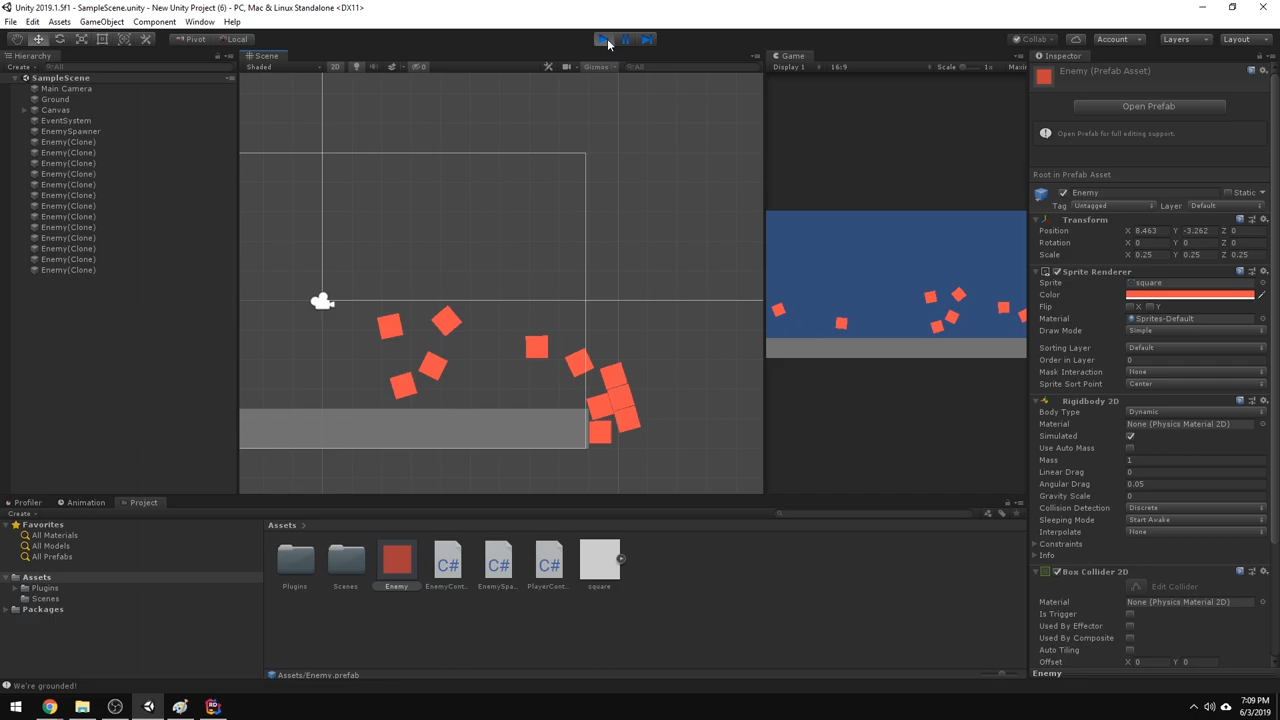 Unity 2019.1.5f1 - SampleScene.unity - New Unity Project (6) - PC, Mac & Linux Standalone <DX11>
File Edit Assets GameObject Component Window Help
Pivot Local Collab Account Layers Layout
Hierarchy
Create All
SampleScene
Main Camera
Ground
Canvas
EventSystem
EnemySpawner
Enemy(Clone)
Enemy(Clone)
Enemy(Clone)
Enemy(Clone)
Enemy(Clone)
Enemy(Clone)
Enemy(Clone)
Enemy(Clone)
Enemy(Clone)
Enemy(Clone)
Enemy(Clone)
Enemy(Clone)
Enemy(Clone)
Scene
Shaded 2D 0 Gizmos All
Game
Display 1 16:9 Scale 1x Maxi
Inspector
Enemy (Prefab Asset)
Open Prefab
Open Prefab for full editing support.
Root in Prefab Asset
Enemy Static
Tag Untagged Layer Default
Transform
Position X 8.463 Y -3.262 Z 0
Rotation X 0 Y 0 Z 0
Scale X 0.25 Y 0.25 Z 0.25
Sprite Renderer
Sprite square
Color
Flip X Y
Material Sprites-Default
Draw Mode Simple
Sorting Layer Default
Order in Layer 0
Mask Interaction None
Sprite Sort Point Center
Rigidbody 2D
Body Type Dynamic
Material None (Physics Material 2D)
Simulated
Use Auto Mass
Mass 1
Linear Drag 0
Angular Drag 0.05
Gravity Scale 0
Collision Detection Discrete
Sleeping Mode Start Awake
Interpolate None
Constraints
Info
Box Collider 2D
Edit Collider
Material None (Physics Material 2D)
Is Trigger
Used By Effector
Used By Composite
Auto Tiling
Offset X 0 Y 0
Enemy
Profiler Animation Project
Create
Favorites
All Materials
All Models
All Prefabs
Assets
Plugins
Scenes
Packages
Assets
Plugins Scenes Enemy EnemyCont... EnemySpa... PlayerCont... square
C# C# C#
Assets/Enemy.prefab
We're grounded!
7:09 PM
6/3/2019